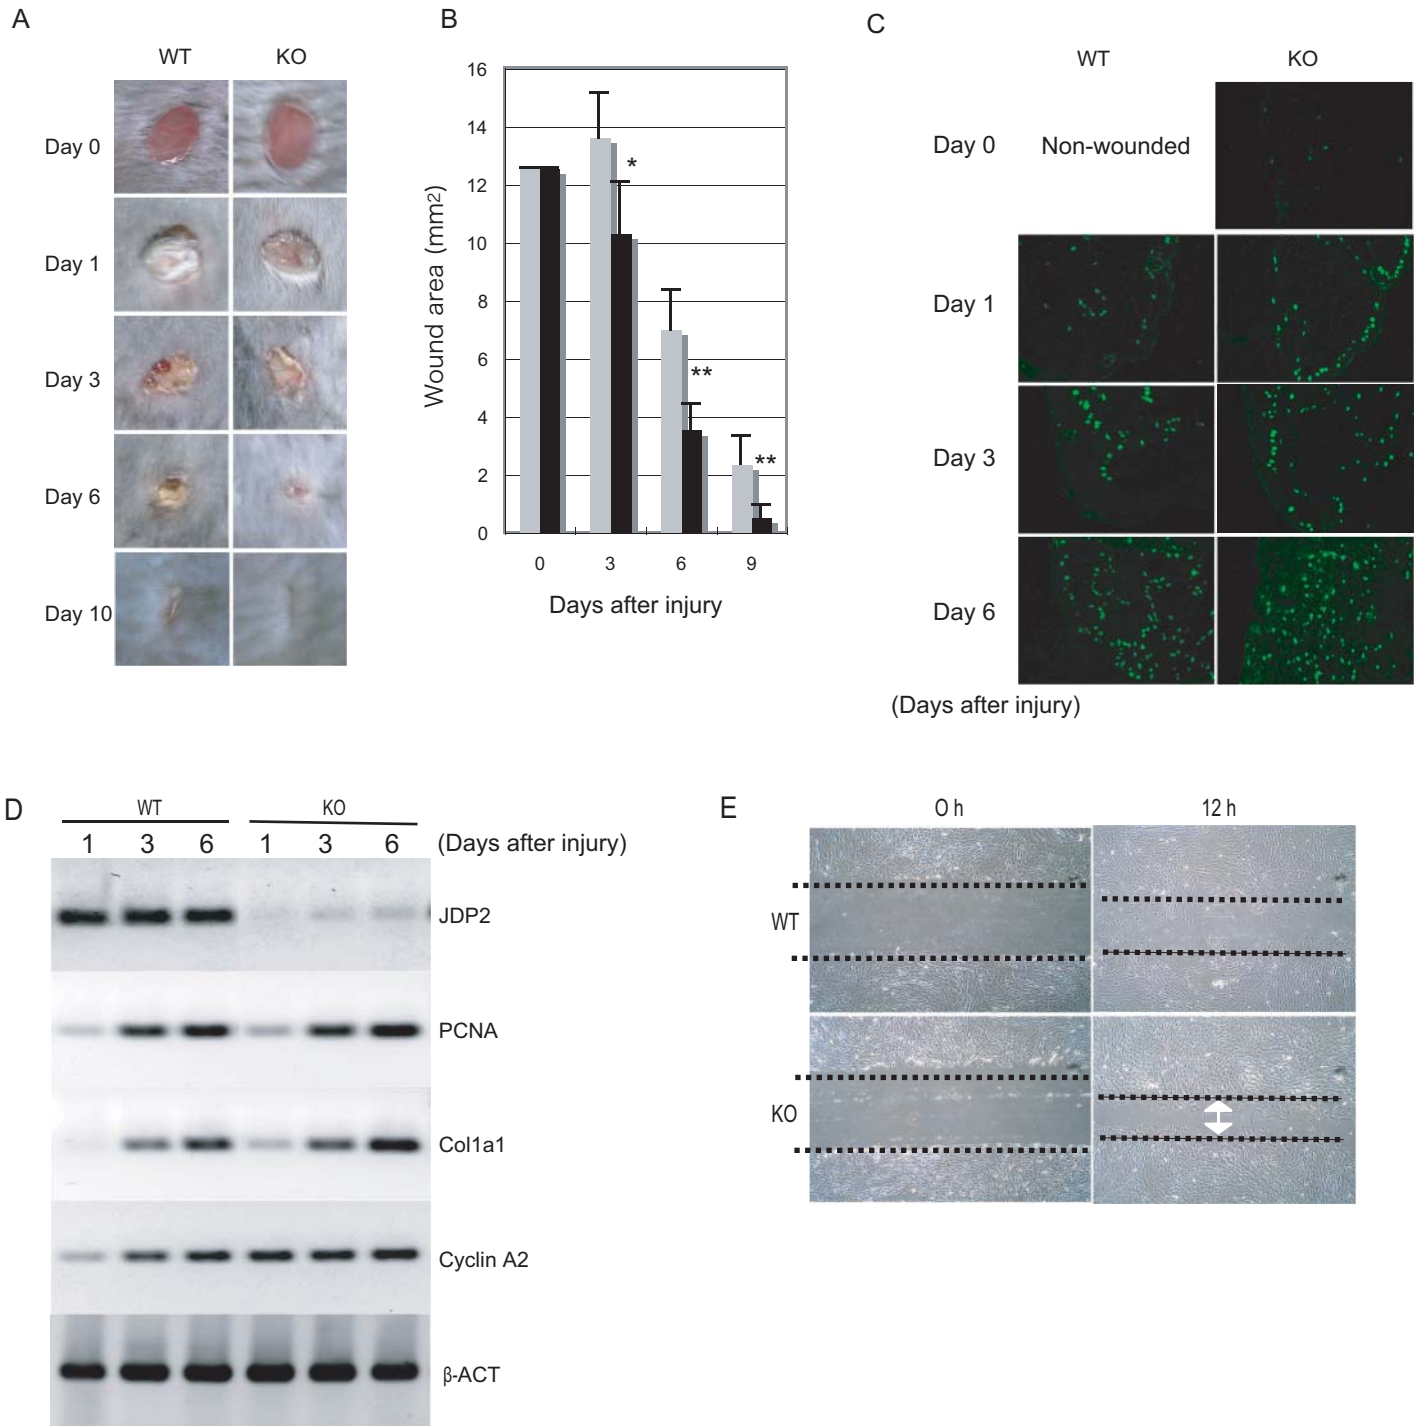 A
WT KO
Day 0
Day 1
Day 3
Day 6
Day 10
B
16
14
12
10
8
6
4
2
0
Wound area (mm2)
*
**
**
0 3 6 9
Days after injury
C
WT KO
Day 0 Non-wounded
Day 1
Day 3
Day 6
(Days after injury)
D
WT KO
1 3 6 1 3 6 (Days after injury)
JDP2
PCNA
Col1a1
Cyclin A2
β-ACT
E
O h 12 h
WT
KO